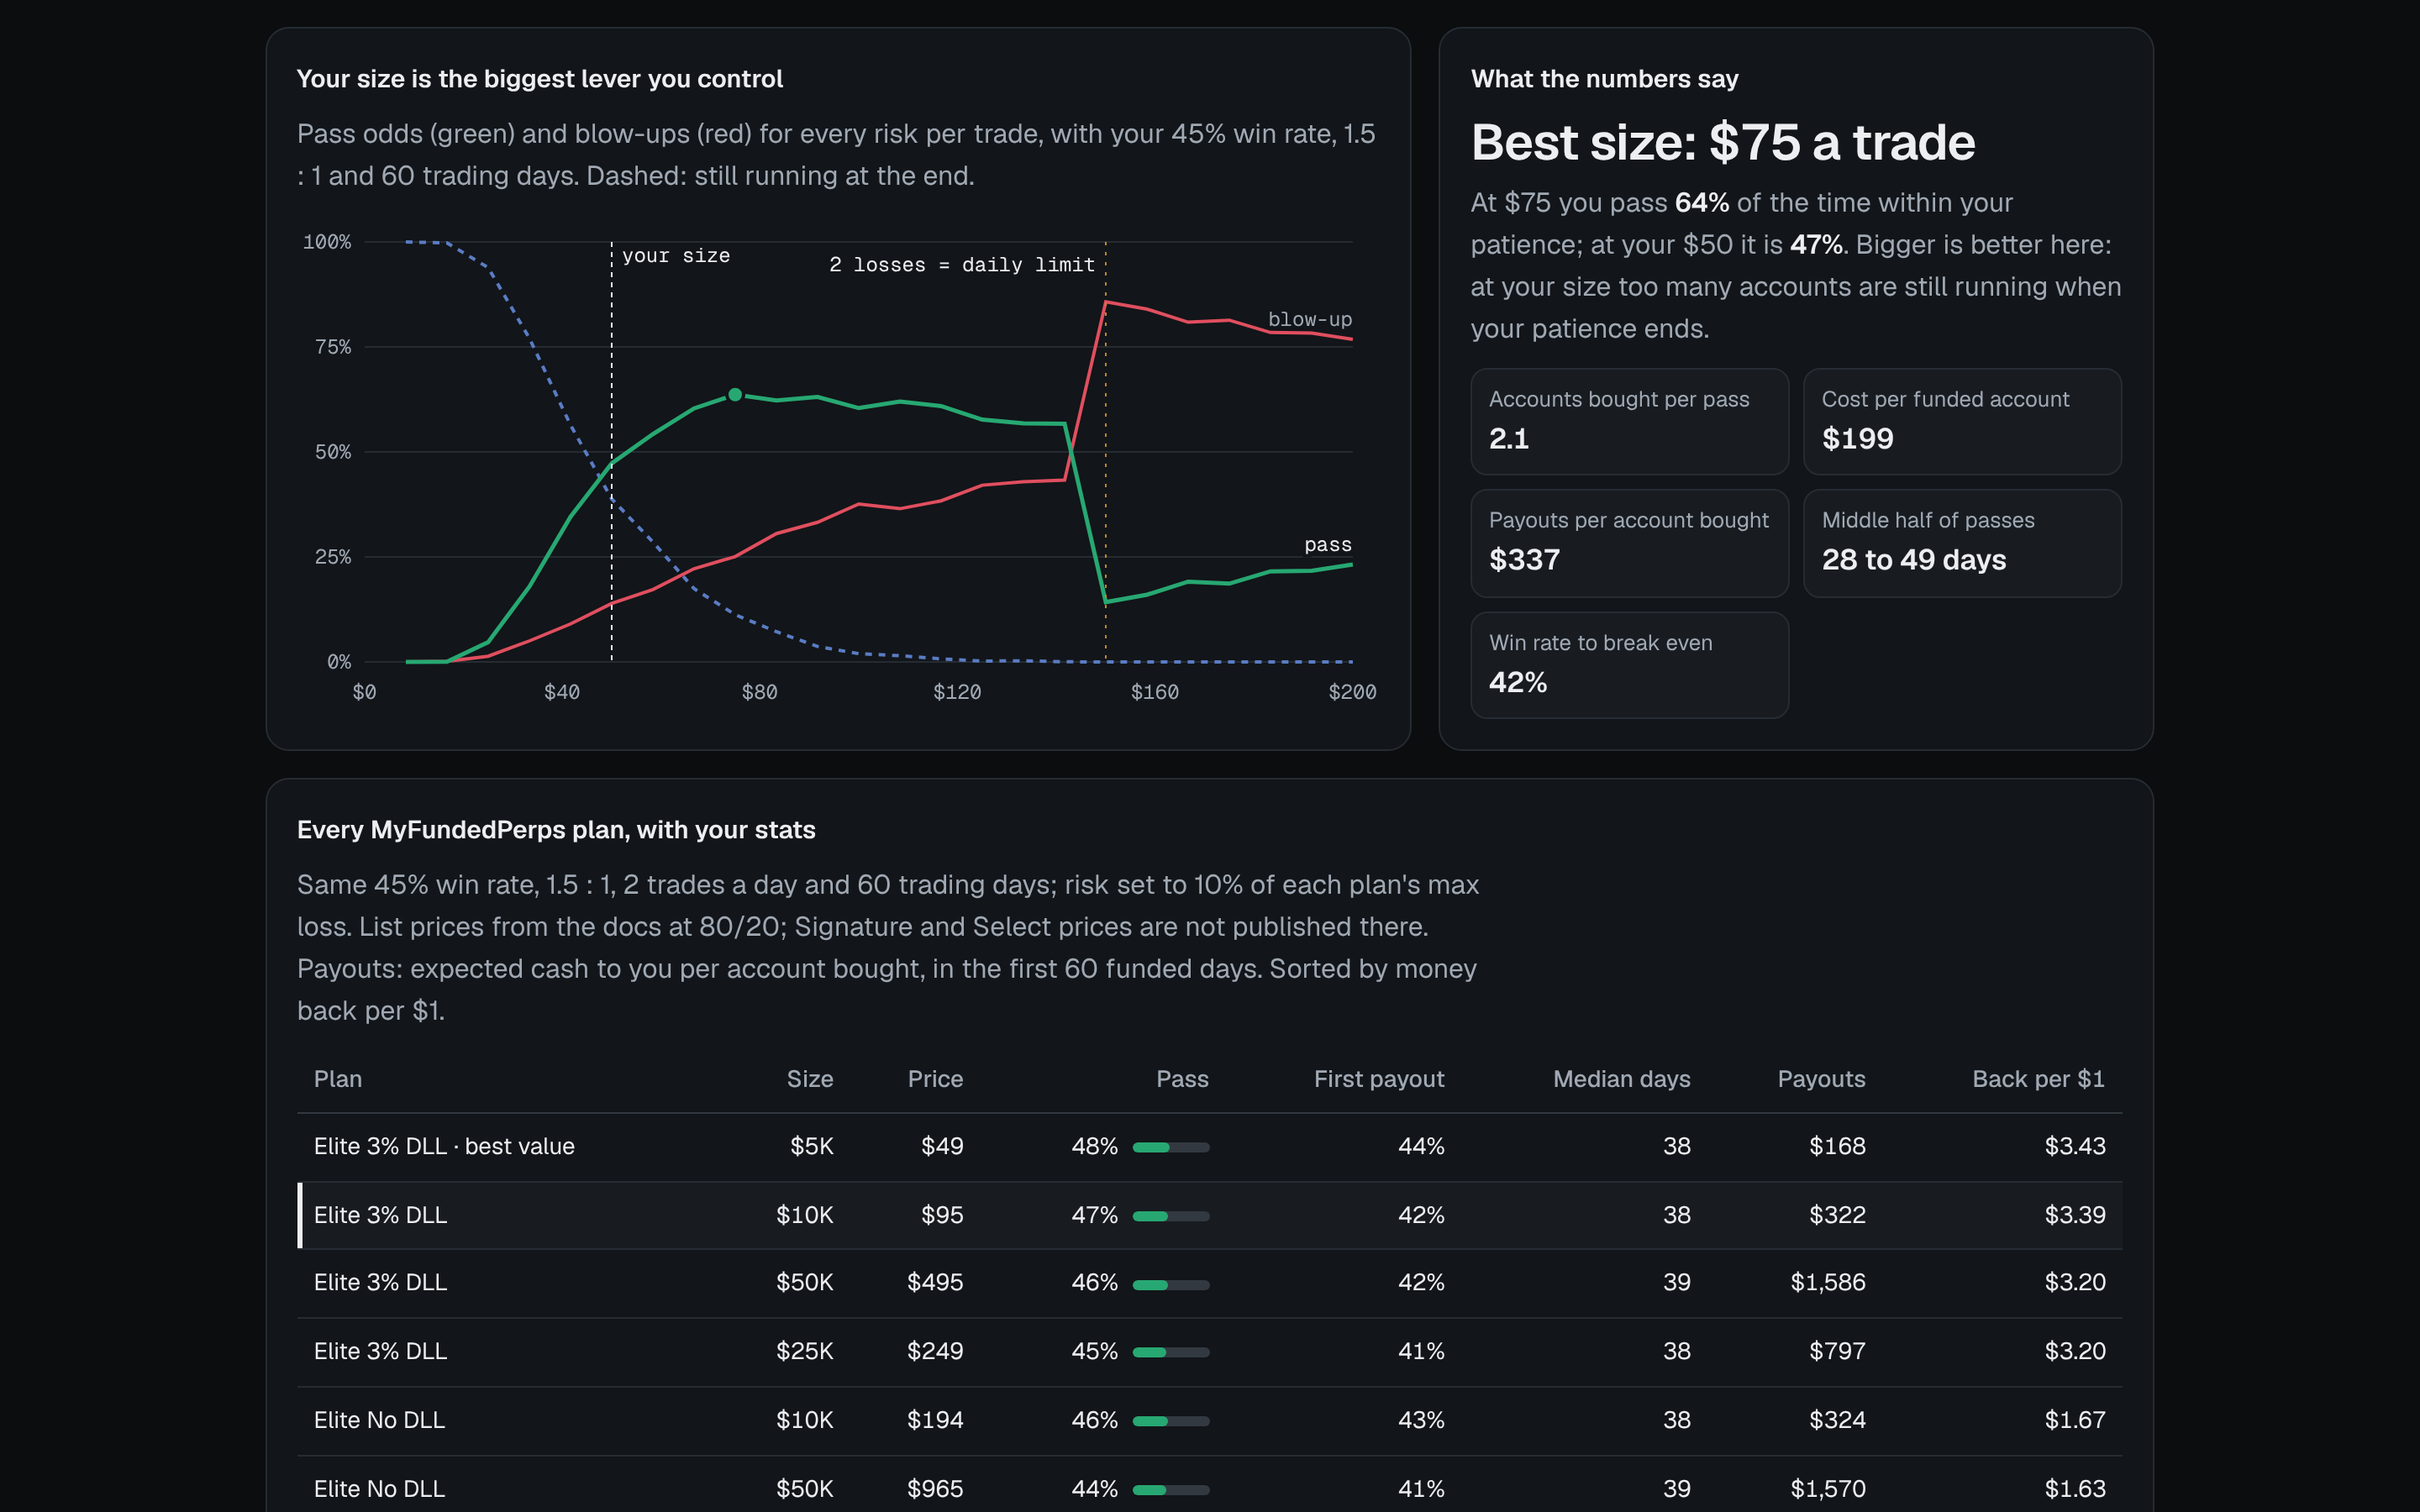 Your size is the biggest lever you control
Pass odds (green) and blow-ups (red) for every risk per trade, with your 45% win rate, 1.5
: 1 and 60 trading days. Dashed: still running at the end.
100%
your size
2 losses = daily limit
blow-up
75%
50%
25%
pass
0%
$0 $40 $80 $120 $160 $200
What the numbers say
Best size: $75 a trade
At $75 you pass 64% of the time within your
patience; at your $50 it is 47%. Bigger is better here:
at your size too many accounts are still running when
your patience ends.
Accounts bought per pass
2.1
Cost per funded account
$199
Payouts per account bought
$337
Middle half of passes
28 to 49 days
Win rate to break even
42%
Every MyFundedPerps plan, with your stats
Same 45% win rate, 1.5 : 1, 2 trades a day and 60 trading days; risk set to 10% of each plan's max
loss. List prices from the docs at 80/20; Signature and Select prices are not published there.
Payouts: expected cash to you per account bought, in the first 60 funded days. Sorted by money
back per $1.
Plan Size Price Pass First payout Median days Payouts Back per $1
Elite 3% DLL · best value $5K $49 48% 44% 38 $168 $3.43
Elite 3% DLL $10K $95 47% 42% 38 $322 $3.39
Elite 3% DLL $50K $495 46% 42% 39 $1,586 $3.20
Elite 3% DLL $25K $249 45% 41% 38 $797 $3.20
Elite No DLL $10K $194 46% 43% 38 $324 $1.67
Elite No DLL $50K $965 44% 41% 39 $1,570 $1.63